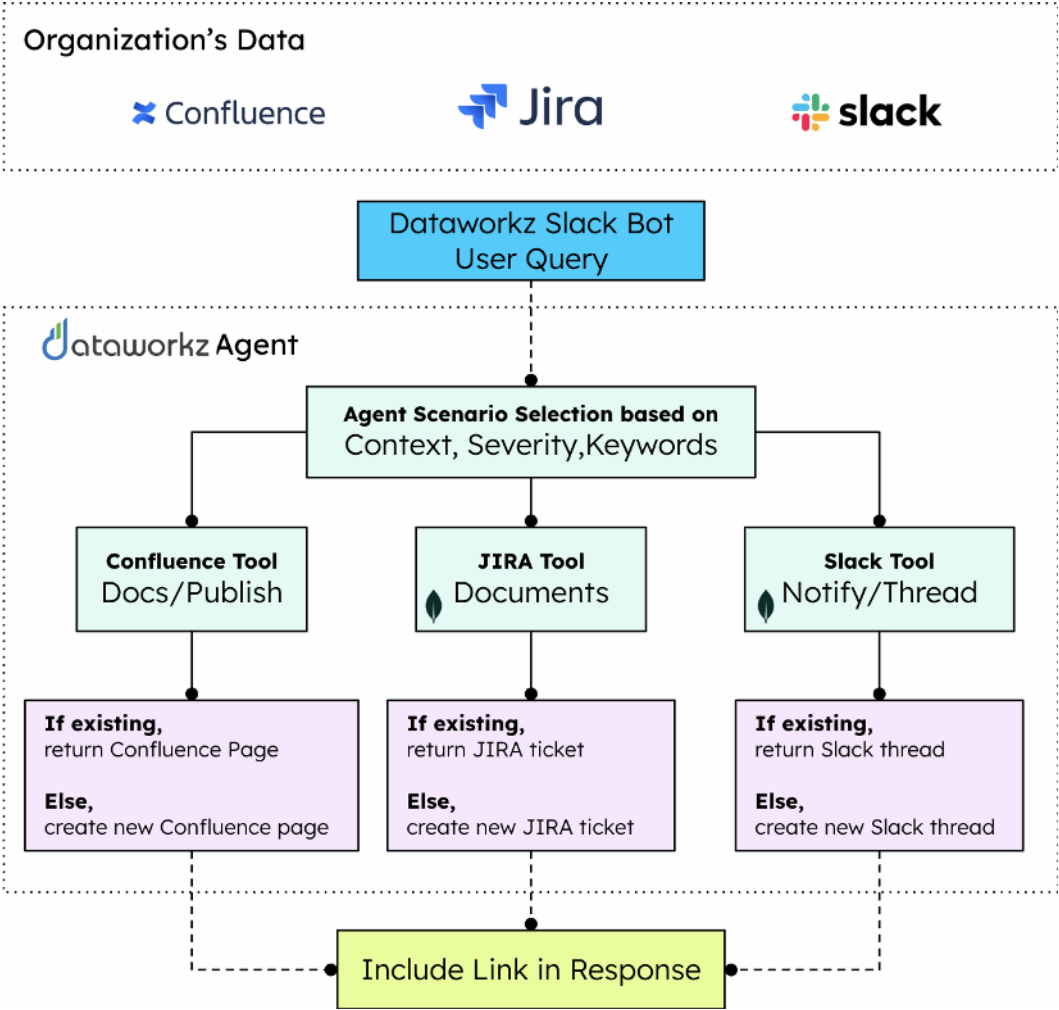 Organization's Data
Confluence
Jira
slack
Dataworkz Slack Bot
User Query
dataworkz Agent
Agent Scenario Selection based on
Context, Severity,Keywords
Confluence Tool
Docs/Publish
JIRA Tool
Documents
Slack Tool
Notify/Thread
If existing,
return Confluence Page
Else,
create new Confluence page
If existing,
return JIRA ticket
Else,
create new JIRA ticket
If existing,
return Slack thread
Else,
create new Slack thread
Include Link in Response